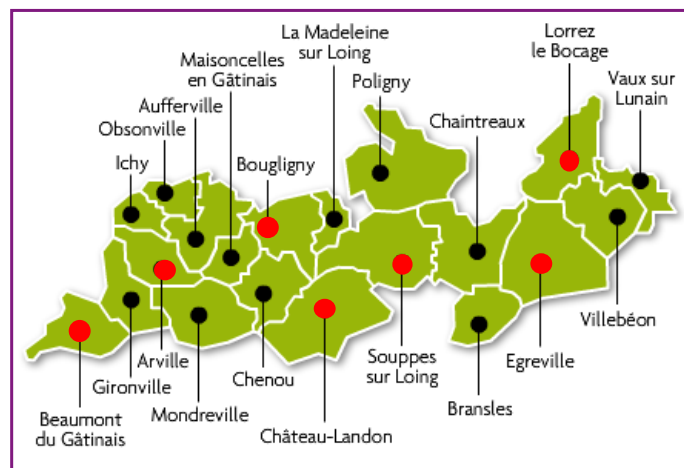 La Madeleine
sur Loing
Lorrez
le Bocage
Maisoncelles
en Gâtinais
Poligny
Vaux sur
Lunain
Aufferville
Chaintreaux
Obsonville
Ichy
Bougligny
Villebéon
Arville
Souppes
sur Loing
Egreville
Gironville
Chenou
Bransles
Beaumont
du Gâtinais
Mondreville
Château-Landon